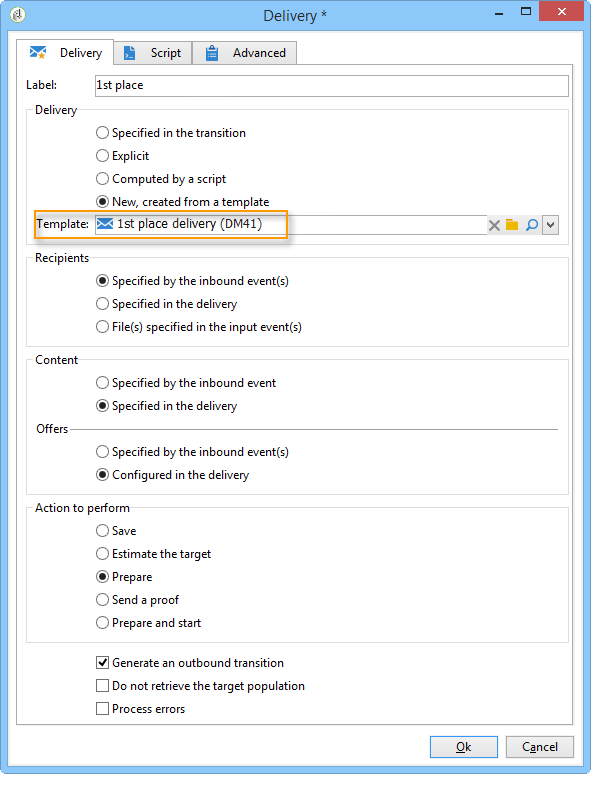 Delivery *
Delivery Script Advanced
Label: 1st place
Delivery
Specified in the transition
Explicit
Computed by a script
New, created from a template
Template: 1st place delivery (DM41)
Recipients
Specified by the inbound event(s)
Specified in the delivery
File(s) specified in the input event(s)
Content
Specified by the inbound event
Specified in the delivery
Offers
Specified by the inbound event(s)
Configured in the delivery
Action to perform
Save
Estimate the target
Prepare
Send a proof
Prepare and start
Generate an outbound transition
Do not retrieve the target population
Process errors
Ok Cancel